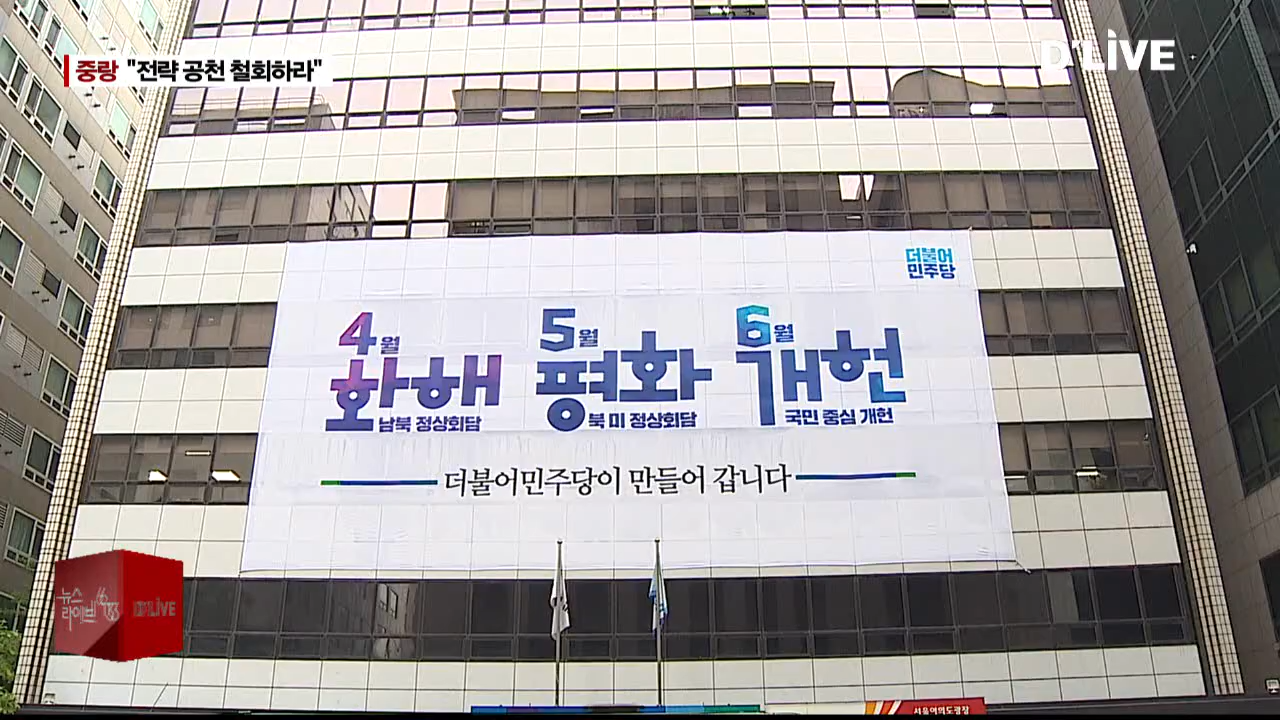 중랑 "전략 공천 철회하라"
D'LIVE
더불어
민주당
4월 5월 6월
화해 평화 개헌
남북 정상회담 북미 정상회담 국민 중심 개헌
더불어민주당이 만들어 갑니다
뉴스
라이브
D'LIVE
서울여의도광장